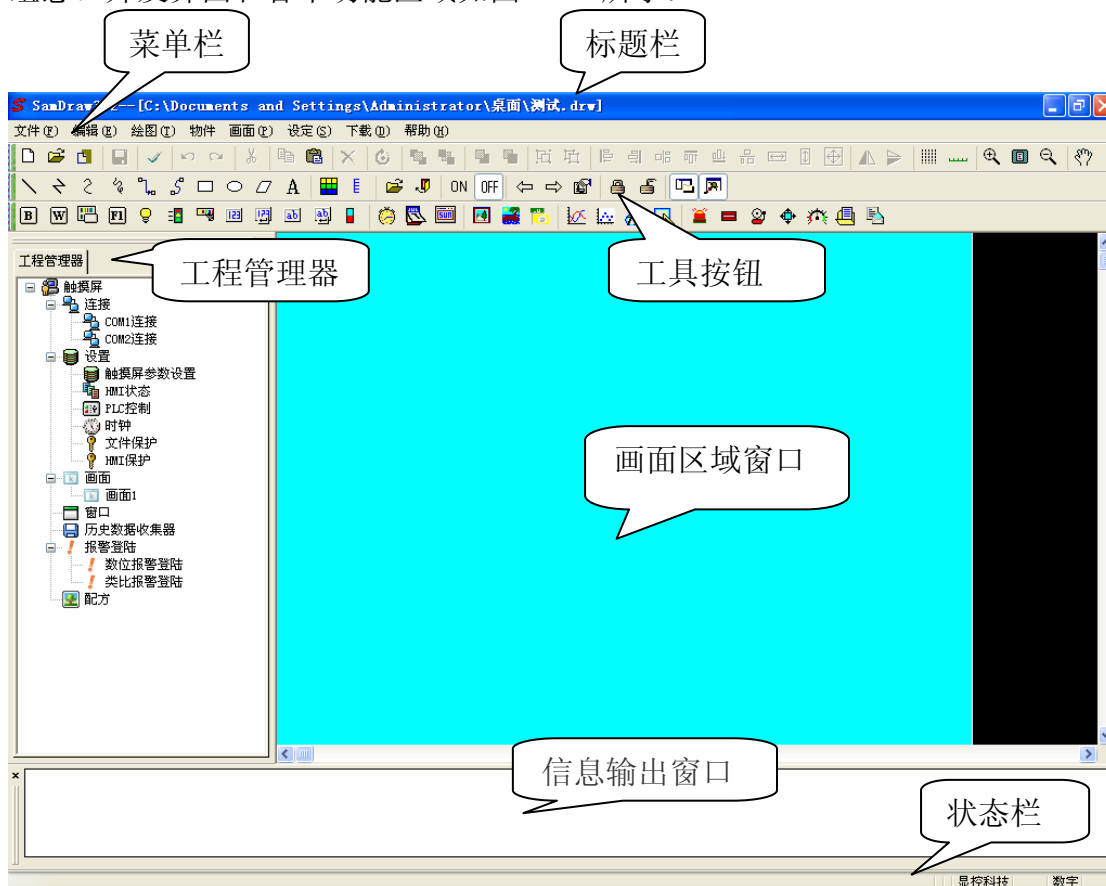 菜单栏
标题栏
--[C:\Documents and Settings\Administrator\桌面\测试.drw]
文件(F) 编辑(E) 绘图(T) 物件 画面(P) 设定(S) 下载(D) 帮助(H)
ON OFF
工程管理器
工程管理器
工具按钮
触摸屏
连接
COM1连接
COM2连接
设置
触摸屏参数设置
HMI状态
PLC控制
时钟
文件保护
HMI保护
画面
画面1
窗口
历史数据收集器
报警登陆
数位报警登陆
类比报警登陆
配方
画面区域窗口
信息输出窗口
状态栏
显控科技 数字